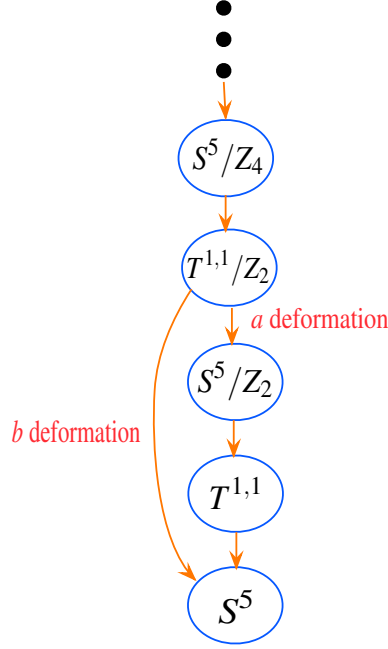 S^5/Z_4
T^{1,1}/Z_2
a deformation
S^5/Z_2
b deformation
T^{1,1}
S^5